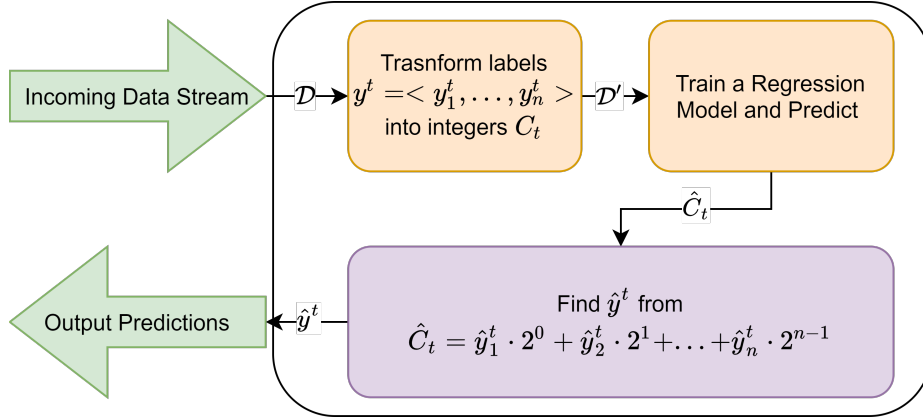 Incoming Data Stream
𝒟
Trasnform labels
y^t =< y_1^t, . . . , y_n^t >
into integers C_t
𝒟′
Train a Regression
Model and Predict
Ĉ_t
Find ŷ^t from
Ĉ_t = ŷ_1^t · 2^0 + ŷ_2^t · 2^1 +. . . +ŷ_n^t · 2^{n−1}
ŷ^t
Output Predictions